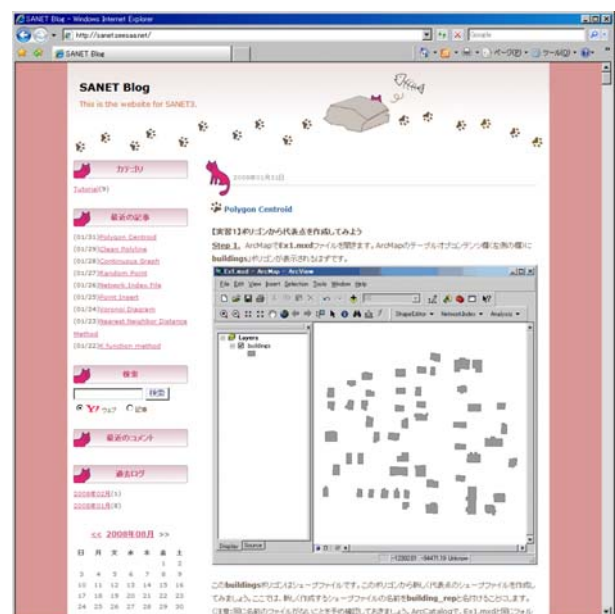 SANET Blog - Windows Internet Explorer
http://sanet.seesaa.net/
Google
SANET Blog
ページ(P)
ツール(O)
SANET Blog
This is the website for SANET3.
カテゴリ
Tutorial(9)
最近の記事
(01/31)Polygon Centroid
(01/29)Clean Polyline
(01/28)Continuous Graph
(01/27)Random Point
(01/26)Network Index File
(01/25)Point Insert
(01/24)Voronoi Diagram
(01/23)Nearest Neighbor Distance Method
(01/22)K function method
検索
検索
ウェブ
記事
最近のコメント
過去ログ
2008年02月(1)
2008年01月(8)
<< 2008年08月 >>
日 月 火 水 木 金 土
1 2
3 4 5 6 7 8 9
10 11 12 13 14 15 16
17 18 19 20 21 22 23
24 25 26 27 28 29 30
2008年01月31日
Polygon Centroid
【実習1】ポリゴンから代表点を作成してみよう
Step 1. ArcMapでEx1.mxdファイルを開きます。ArcMapのテーブルオブコンテンツ欄(左側の欄)に
buildingsポリゴンが表示されるはずです。
Ex1.mxd - ArcMap - ArcView
File Edit View Insert Selection Tools Window Help
ShapeEditor
NetworkIndex
Analysis
Layers
buildings
Display
Source
このbuildingsポリゴンはシェープファイルです。このポリゴンから新しく代表点のシェープファイルを作成し
てみましょう。ここでは、新しく作成するシェープファイルの名前をbuilding_repと名付けることにします。